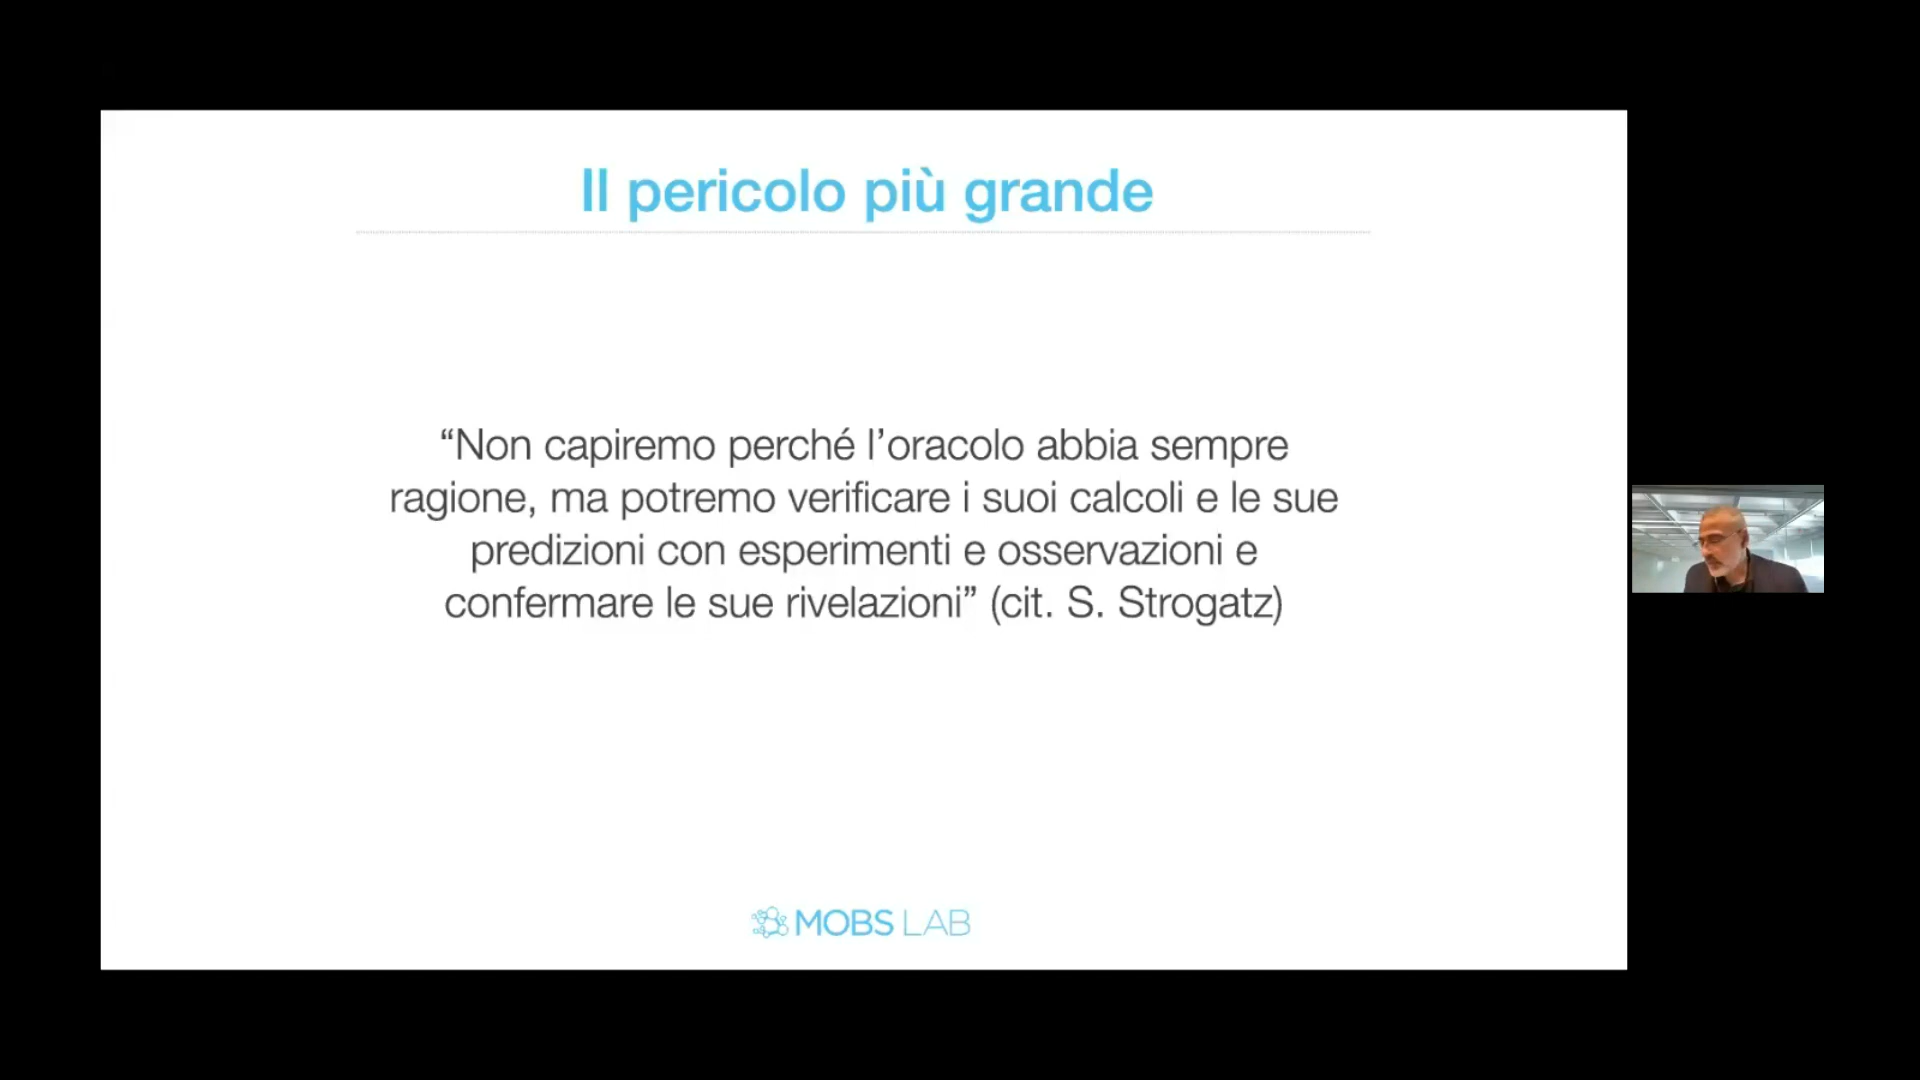 Il pericolo più grande
“Non capiremo perché l’oracolo abbia sempre
ragione, ma potremo verificare i suoi calcoli e le sue
predizioni con esperimenti e osservazioni e
confermare le sue rivelazioni” (cit. S. Strogatz)
MOBS LAB